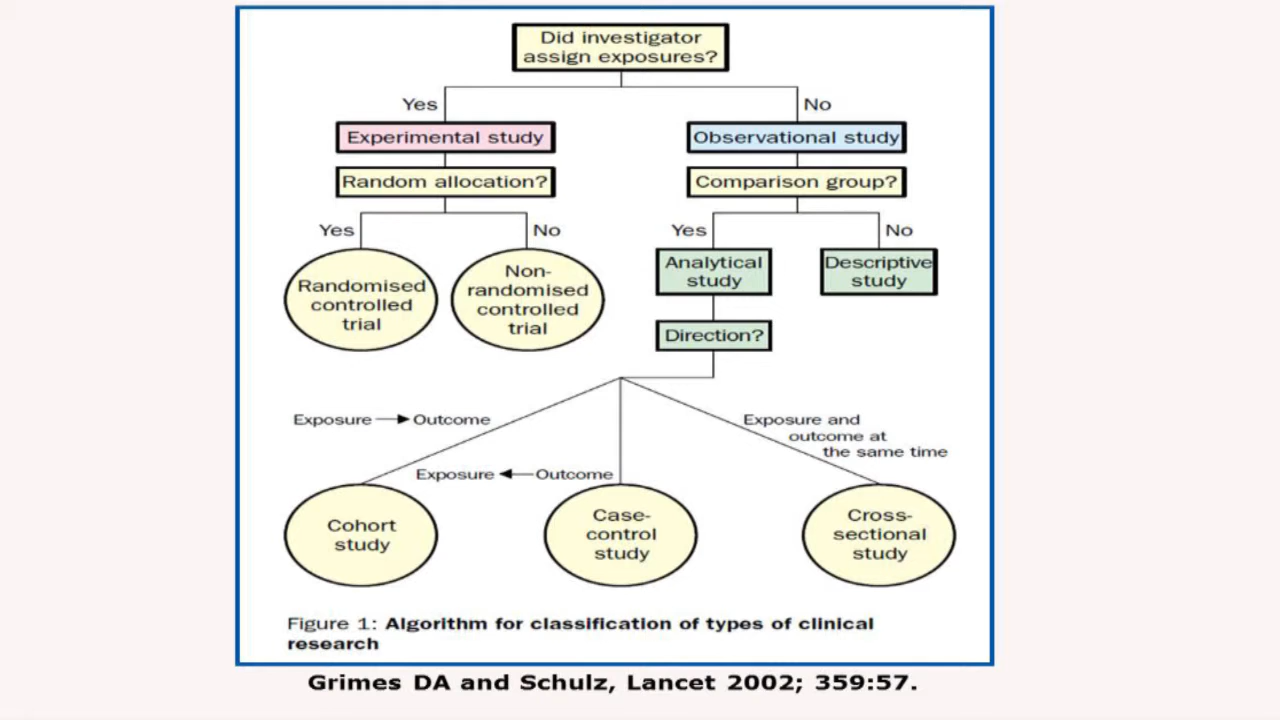 Did investigator
assign exposures?
Yes
No
Experimental study
Observational study
Random allocation?
Comparison group?
Yes
No
Yes
No
Randomised
controlled
trial
Non-
randomised
controlled
trial
Analytical
study
Descriptive
study
Direction?
Exposure → Outcome
Exposure and
outcome at
the same time
Exposure ← Outcome
Cohort
study
Case-
control
study
Cross-
sectional
study
Figure 1: Algorithm for classification of types of clinical
research
Grimes DA and Schulz, Lancet 2002; 359:57.